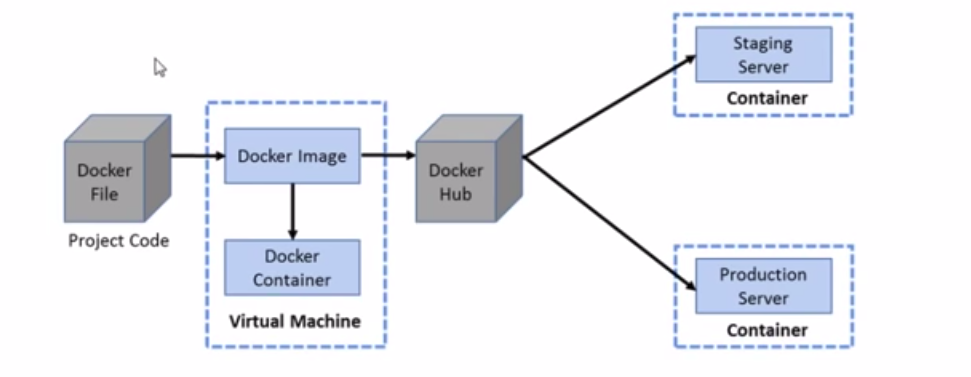 Docker
File
Project Code
Docker Image
Docker
Container
Virtual Machine
Docker
Hub
Staging
Server
Container
Production
Server
Container